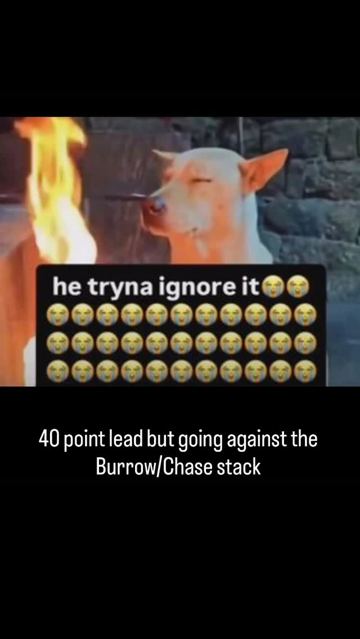 he tryna ignore it😭😭
😭😭😭😭😭😭😭😭😭😭😭
😭😭😭😭😭😭😭😭😭😭😭
😭😭😭😭😭😭😭😭😭😭😭
40 point lead but going against the
Burrow/Chase stack